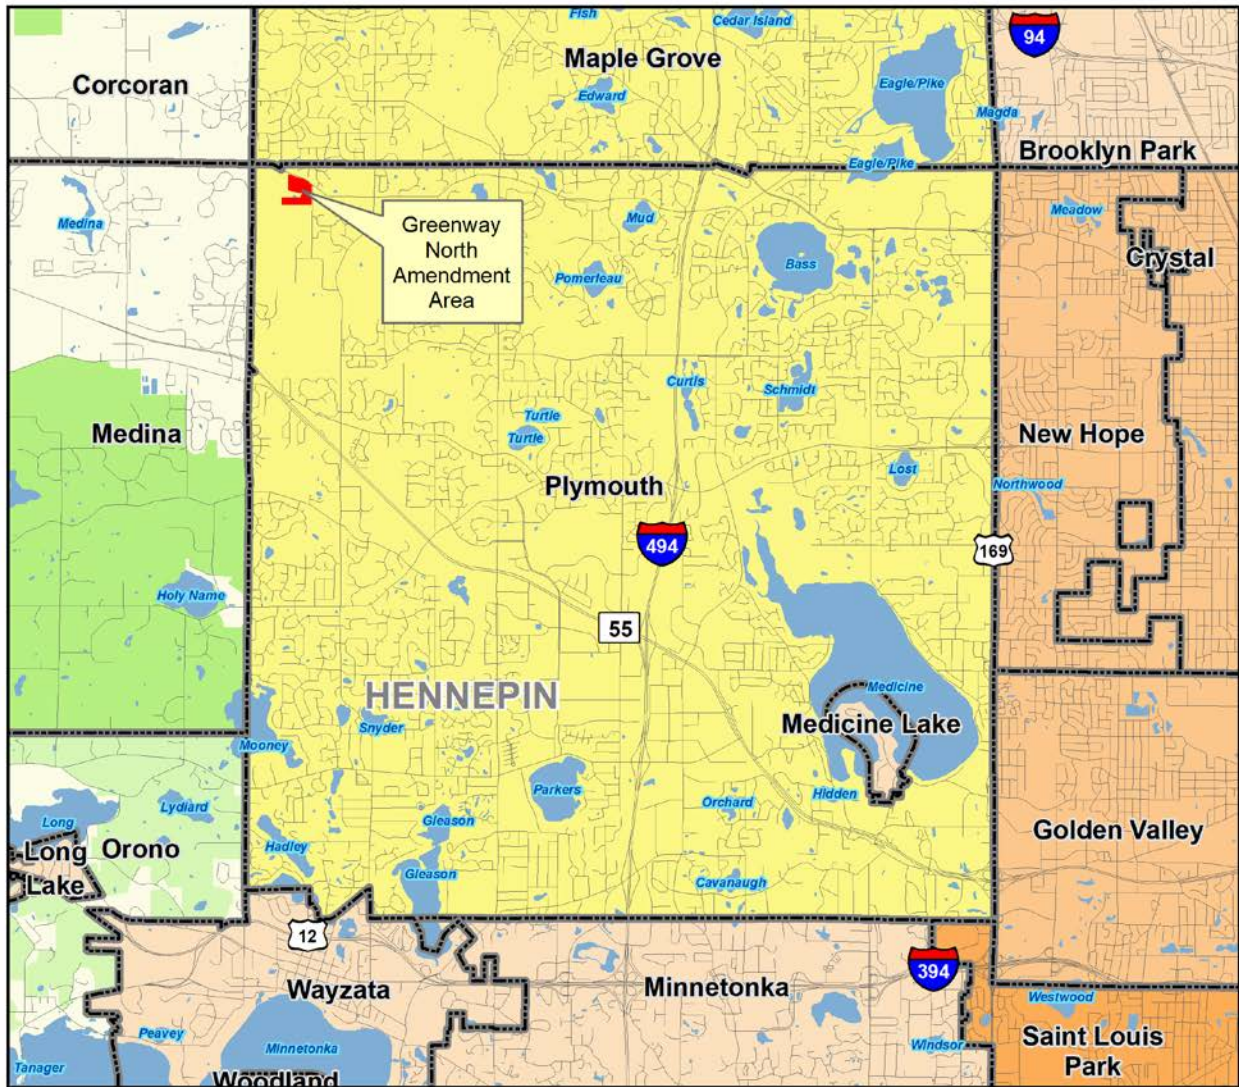 Fish
Cedar Island
94
Maple Grove
Corcoran
Eagle/Pike
Edward
Magda
Brooklyn Park
Eagle/Pike
Medina
Greenway
North
Amendment
Area
Mud
Meadow
Crystal
Bass
Pomerleau
Curtis
Schmidt
Turtle
Turtle
Medina
New Hope
Lost
Plymouth
Northwood
494
169
Holy Name
55
HENNEPIN
Medicine
Snyder
Medicine Lake
Mooney
Parkers
Hidden
Orchard
Lydiard
Long
Gleason
Golden Valley
Hadley
Long
Lake
Orono
Gleason
Cavanaugh
12
394
Wayzata
Minnetonka
Westwood
Peavey
Minnetonka
Windsor
Saint Louis
Park
Tanager
Woodland